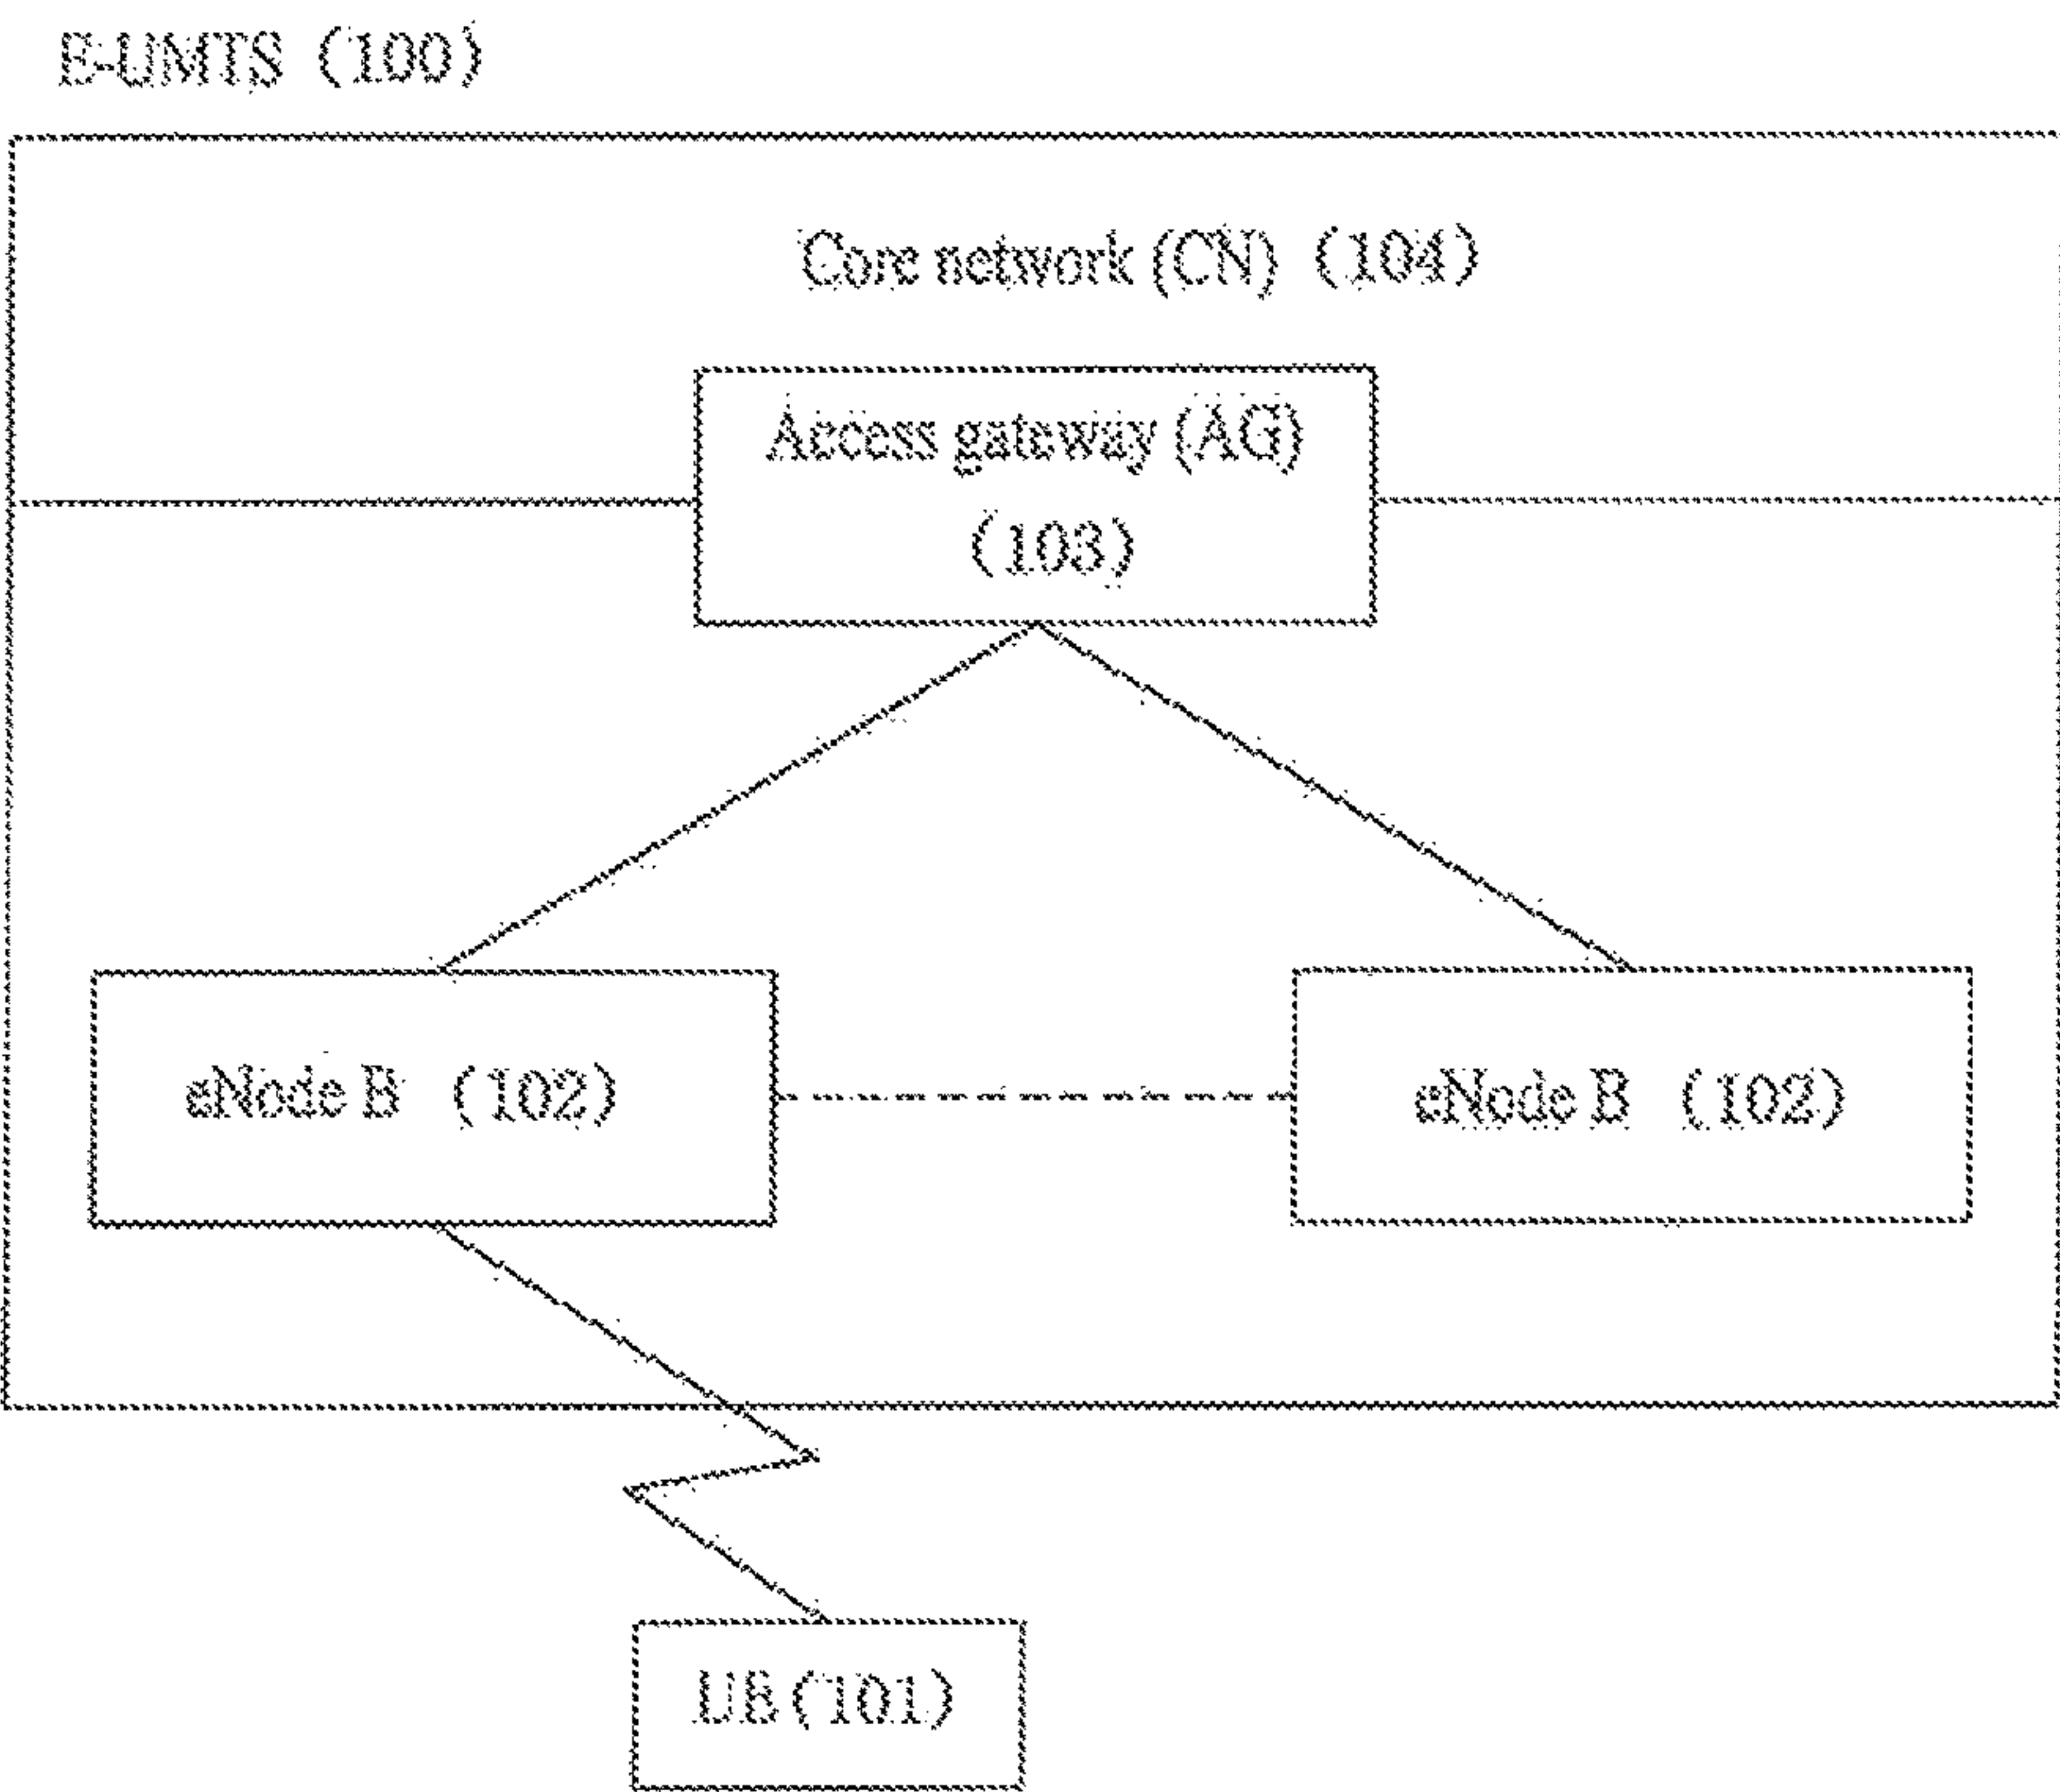 E-UMTS (100)
Core network (CN) (104)
Access gateway (AG)
(103)
eNode B (102)
eNode B (102)
UE (101)